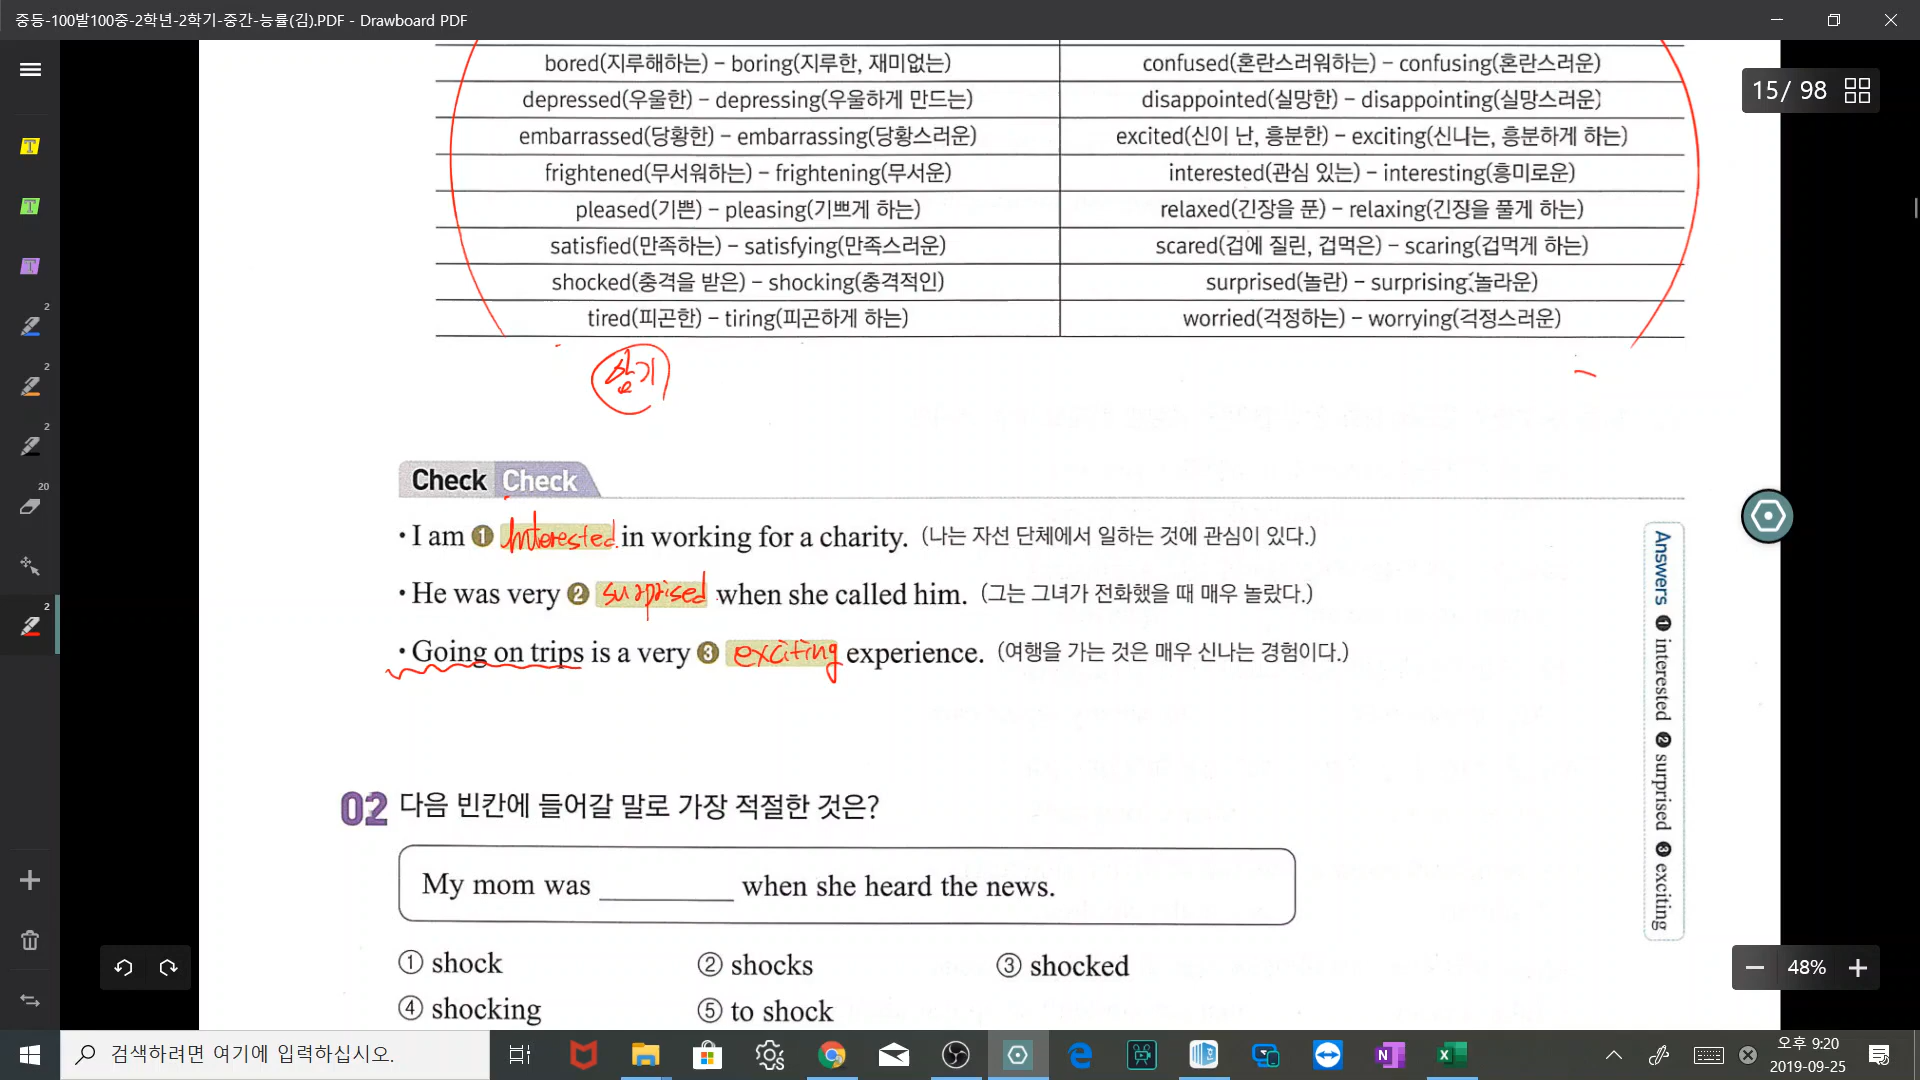 중등-100발100중-2학년-2학기-중간-능률(김).PDF - Drawboard PDF
15/ 98
bored(지루해하는) – boring(지루한, 재미없는)
confused(혼란스러워하는) – confusing(혼란스러운)
depressed(우울한) – depressing(우울하게 만드는)
disappointed(실망한) – disappointing(실망스러운)
embarrassed(당황한) – embarrassing(당황스러운)
excited(신이 난, 흥분한) – exciting(신나는, 흥분하게 하는)
frightened(무서워하는) – frightening(무서운)
interested(관심 있는) – interesting(흥미로운)
pleased(기쁜) – pleasing(기쁘게 하는)
relaxed(긴장을 푼) – relaxing(긴장을 풀게 하는)
satisfied(만족하는) – satisfying(만족스러운)
scared(겁에 질린, 겁먹은) – scaring(겁먹게 하는)
shocked(충격을 받은) – shocking(충격적인)
surprised(놀란) – surprising(놀라운)
tired(피곤한) – tiring(피곤하게 하는)
worried(걱정하는) – worrying(걱정스러운)
암기
Check Check
• I am ❶ interested in working for a charity. (나는 자선 단체에서 일하는 것에 관심이 있다.)
• He was very ❷ surprised when she called him. (그는 그녀가 전화했을 때 매우 놀랐다.)
• Going on trips is a very ❸ exciting experience. (여행을 가는 것은 매우 신나는 경험이다.)
Answers ❶ interested ❷ surprised ❸ exciting
02 다음 빈칸에 들어갈 말로 가장 적절한 것은?
My mom was ________ when she heard the news.
① shock ② shocks ③ shocked
④ shocking ⑤ to shock
2
2
2
20
2
48%
검색하려면 여기에 입력하십시오.
오후 9:20
2019-09-25